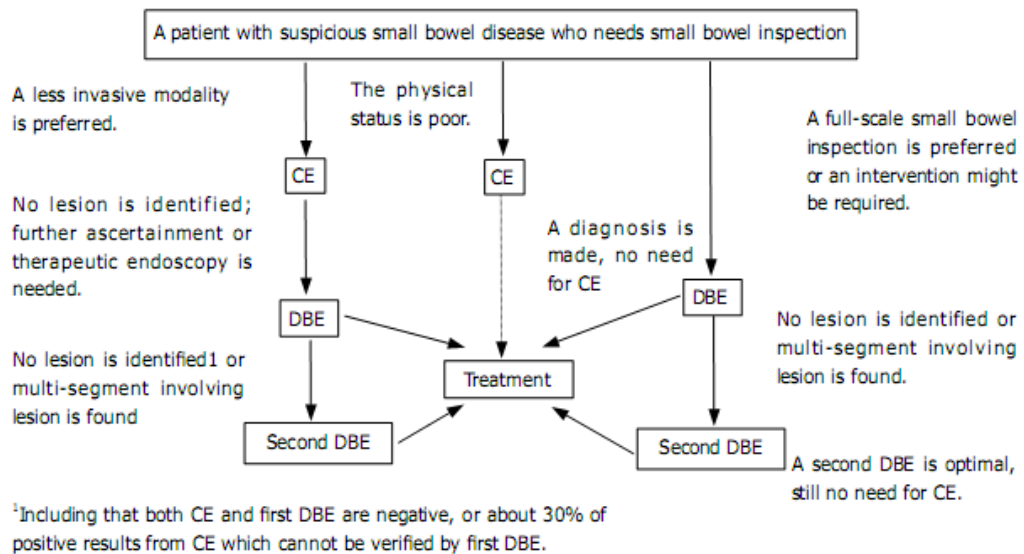 A patient with suspicious small bowel disease who needs small bowel inspection
A less invasive modality
is preferred.
The physical
status is poor.
A full-scale small bowel
inspection is preferred
or an intervention might
be required.
CE
CE
No lesion is identified;
further ascertainment or
therapeutic endoscopy is
needed.
A diagnosis is
made, no need
for CE
DBE
DBE
No lesion is identified1 or
multi-segment involving
lesion is found
Treatment
No lesion is identified or
multi-segment involving
lesion is found.
Second DBE
Second DBE
A second DBE is optimal,
still no need for CE.
¹Including that both CE and first DBE are negative, or about 30% of
positive results from CE which cannot be verified by first DBE.